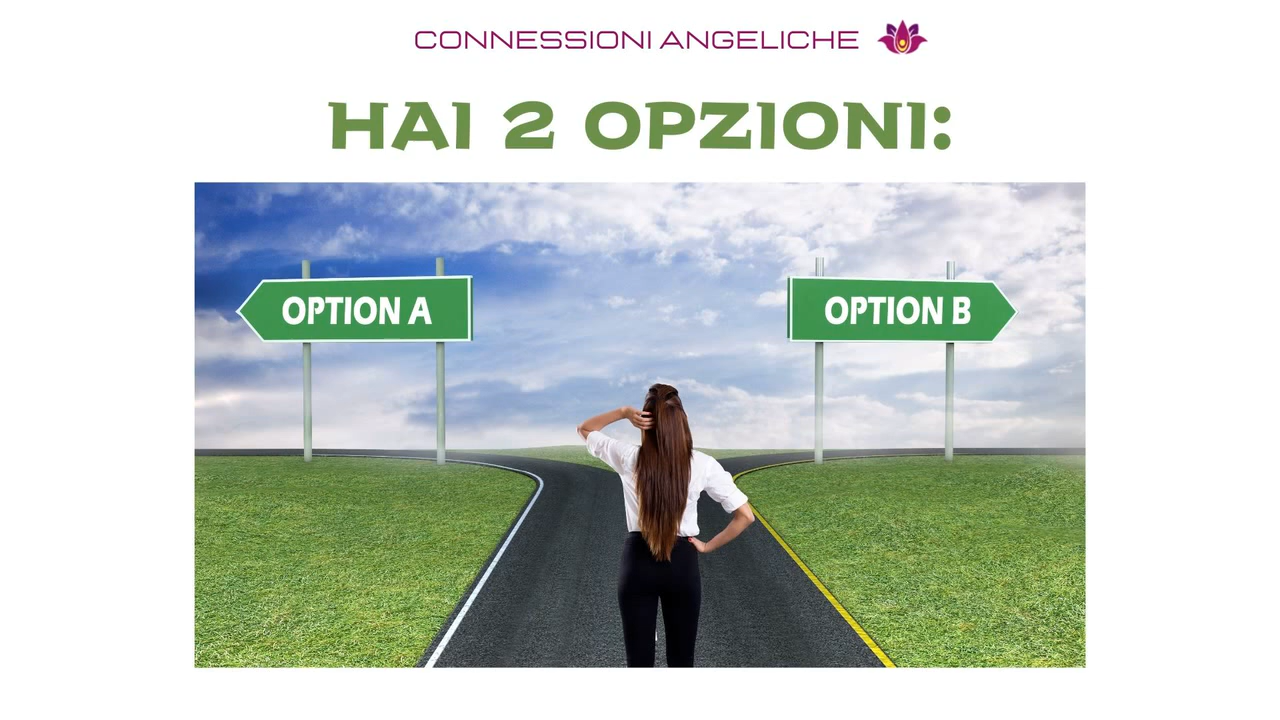 CONNESSIONI ANGELICHE
HAI 2 OPZIONI:
OPTION A
OPTION B